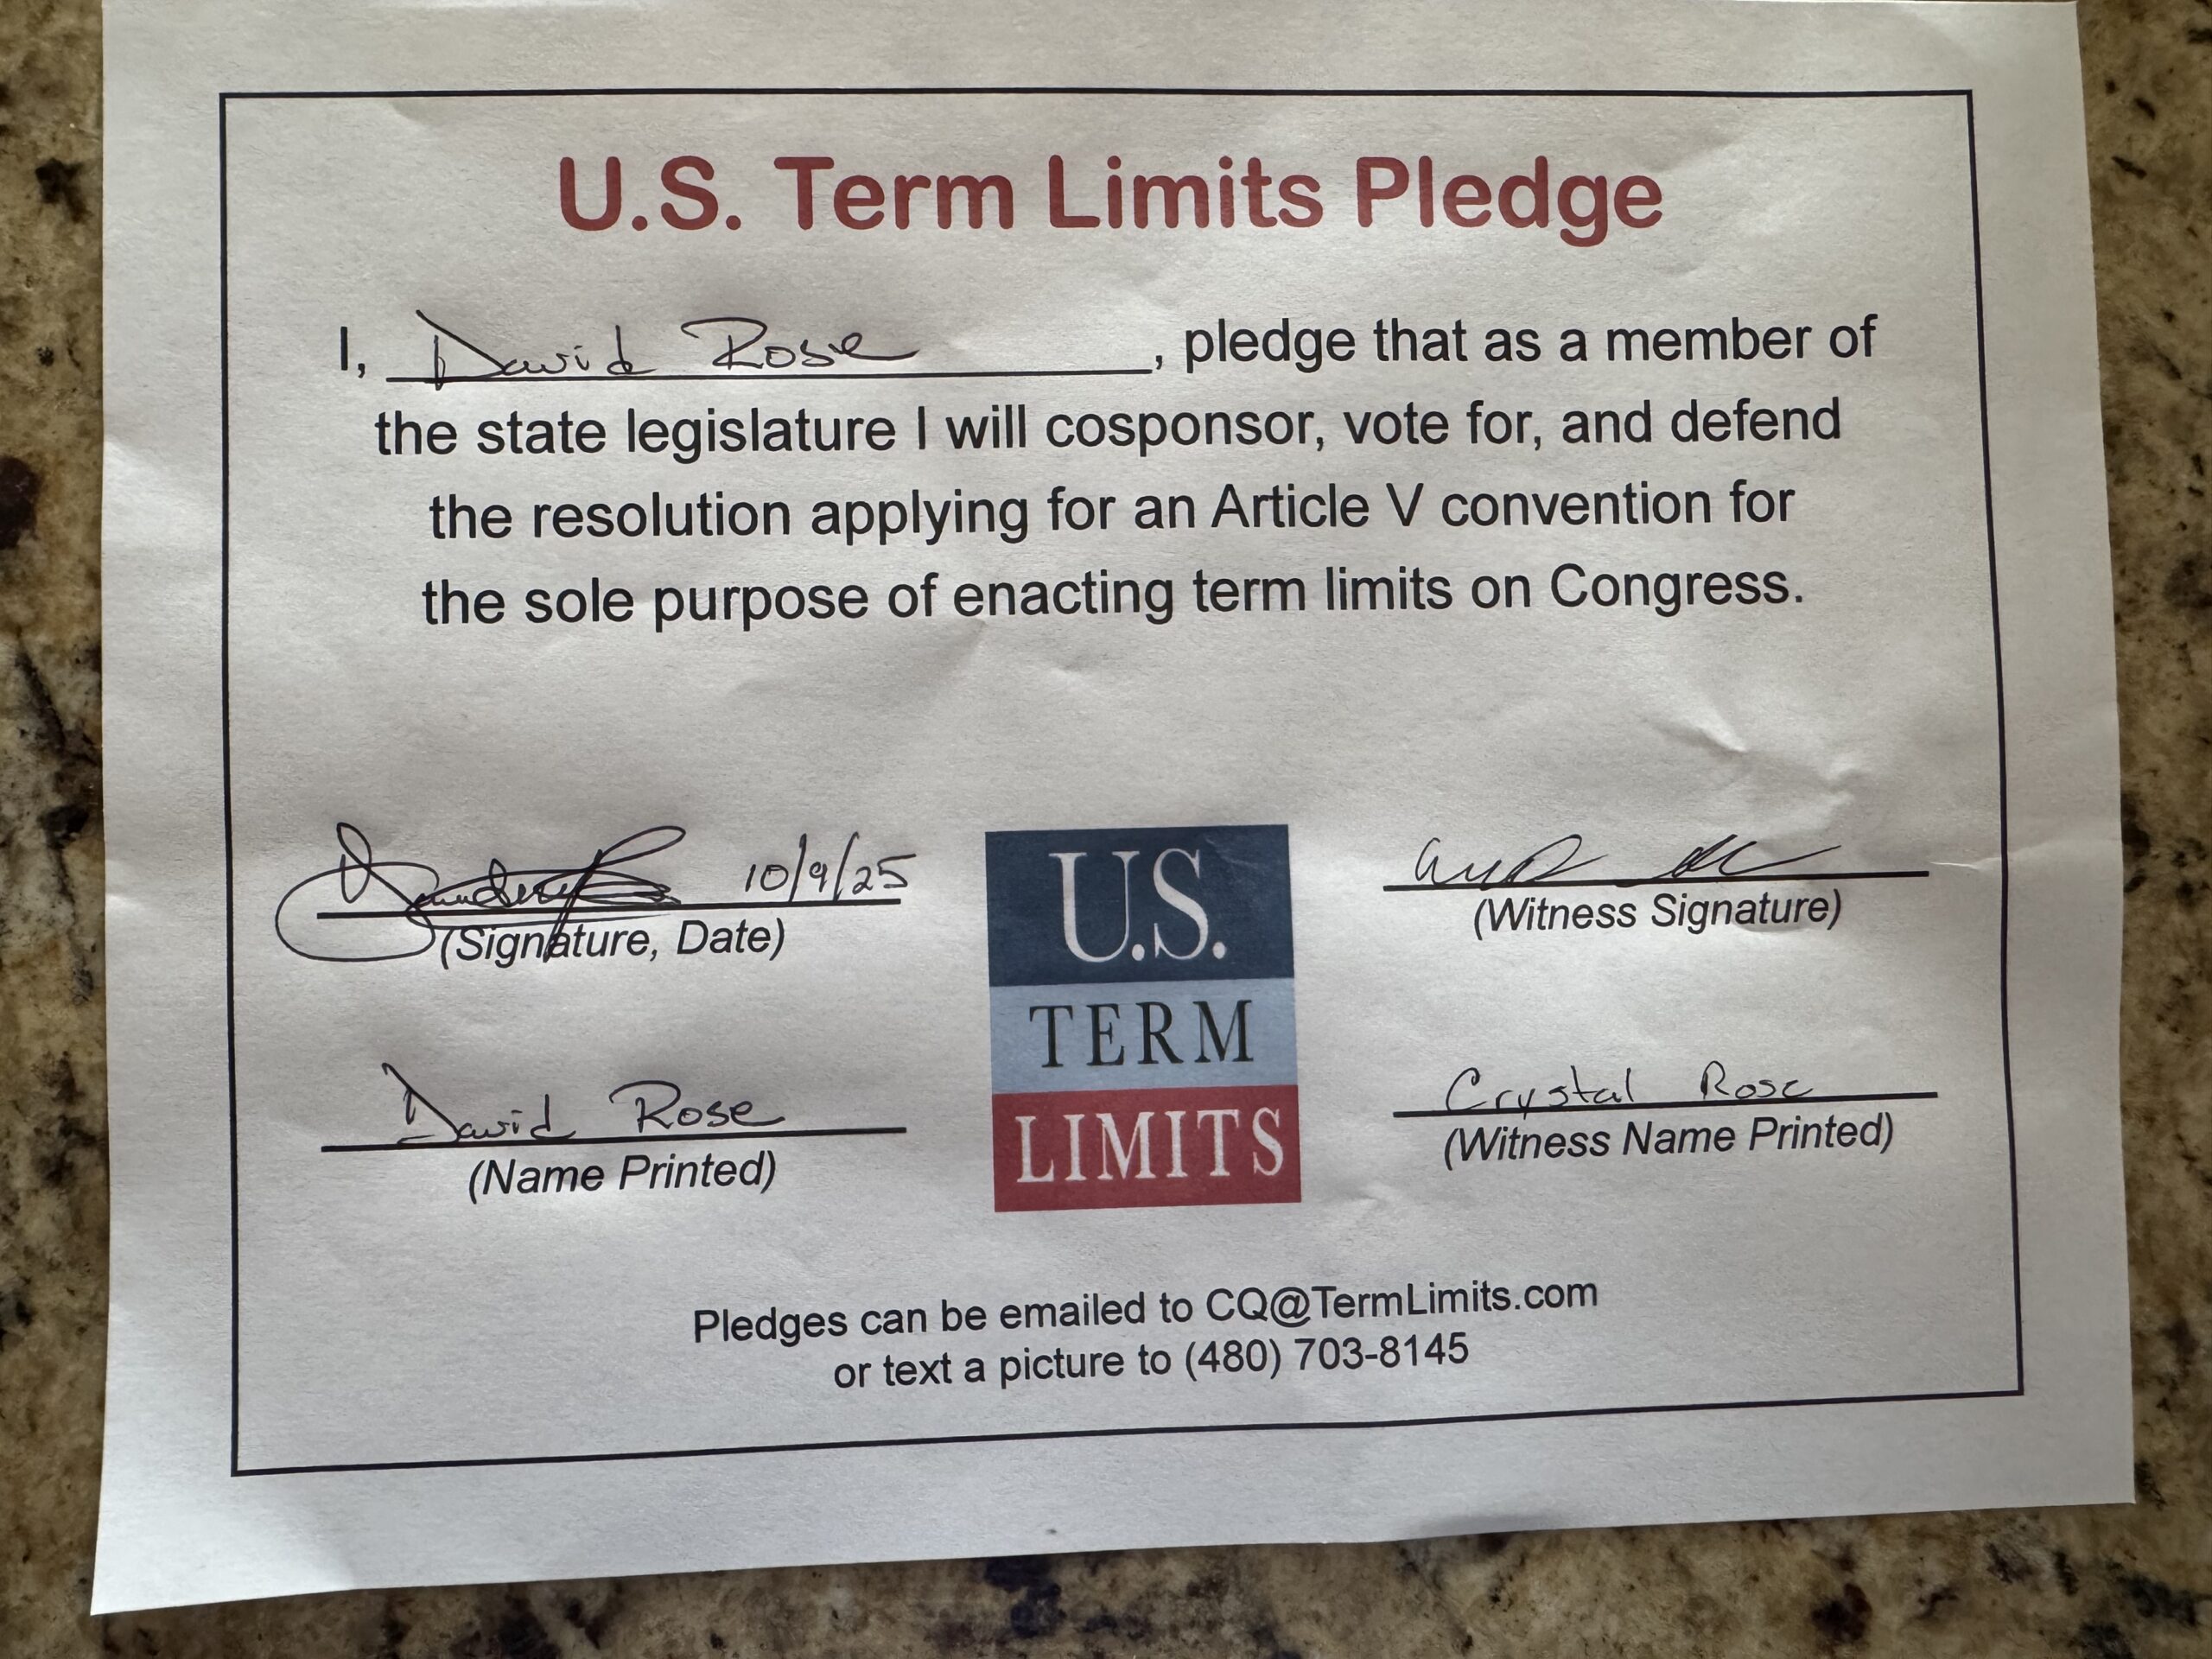 U.S. Term Limits Pledge
I, David Rose, pledge that as a member of
the state legislature I will cosponsor, vote for, and defend
the resolution applying for an Article V convention for
the sole purpose of enacting term limits on Congress.
10/9/25
(Signature, Date)
(Witness Signature)
David Rose
(Name Printed)
U.S.
TERM
LIMITS
Crystal Rose
(Witness Name Printed)
Pledges can be emailed to CQ@TermLimits.com
or text a picture to (480) 703-8145